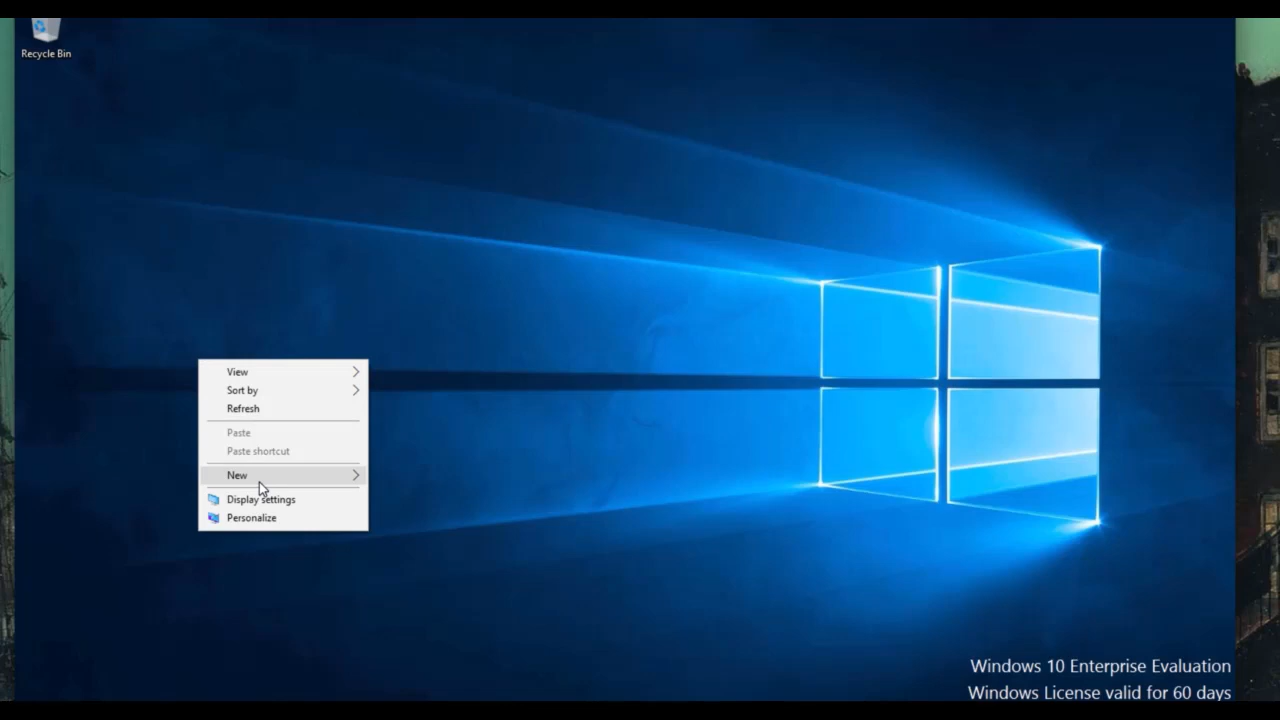 Recycle Bin
View
Sort by
Refresh
Paste
Paste shortcut
New
Display settings
Personalize
Windows 10 Enterprise Evaluation
Windows License valid for 60 days